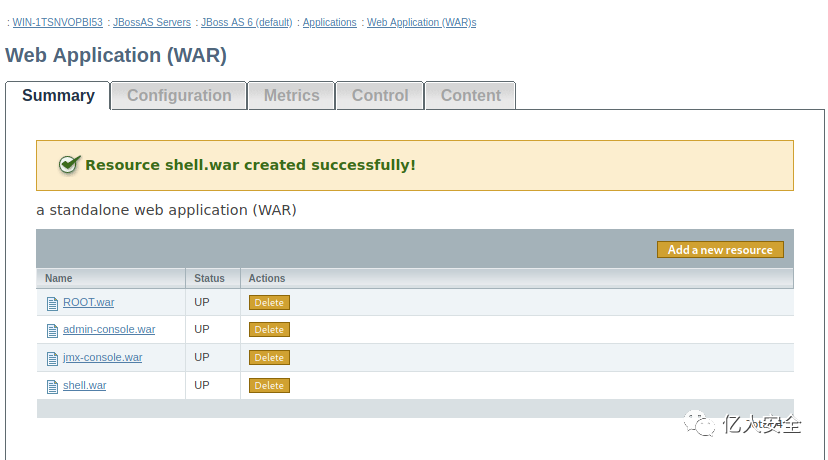 : WIN-1TSNVOPBI53 : JBossAS Servers : JBoss AS 6 (default) : Applications : Web Application (WAR)s
Web Application (WAR)
Summary Configuration Metrics Control Content
Resource shell.war created successfully!
a standalone web application (WAR)
Add a new resource
Name Status Actions
ROOT.war UP Delete
admin-console.war UP Delete
jmx-console.war UP Delete
shell.war UP Delete
亿人安全